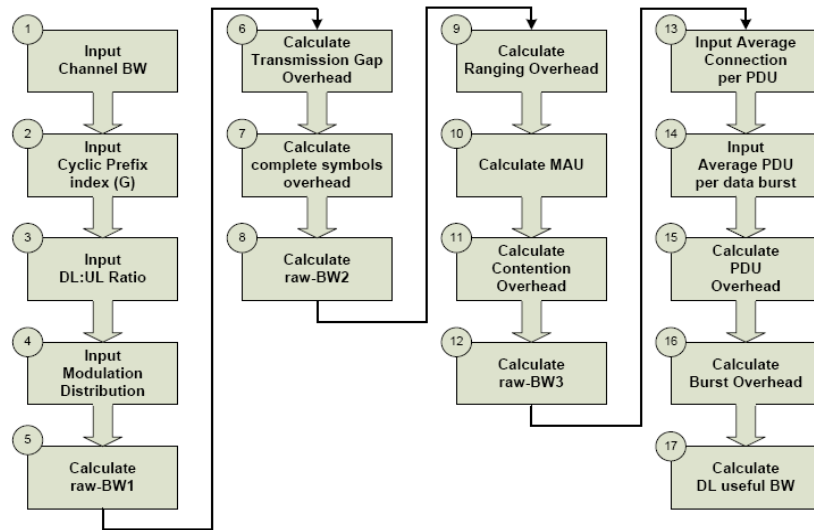 1
Input
Channel BW
2
Input
Cyclic Prefix
index (G)
3
Input
DL:UL Ratio
4
Input
Modulation
Distribution
5
Calculate
raw-BW1
6
Calculate
Transmission Gap
Overhead
7
Calculate
complete symbols
overhead
8
Calculate
raw-BW2
9
Calculate
Ranging Overhead
10
Calculate MAU
11
Calculate
Contention
Overhead
12
Calculate
raw-BW3
13
Input Average
Connection
per PDU
14
Input
Average PDU
per data burst
15
Calculate
PDU
Overhead
16
Calculate
Burst Overhead
17
Calculate
DL useful BW